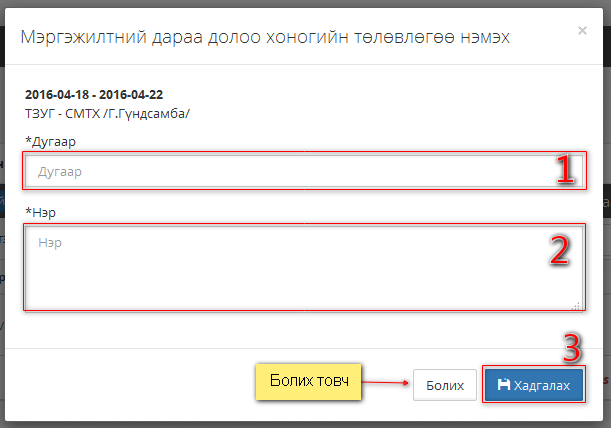 Мэргэжилтний дараа долоо хоногийн төлөвлөгөө нэмэх ×
2016-04-18 - 2016-04-22
ТЗУГ - СМТХ /Г.Гүндсамба/
*Дугаар
Дугаар 1
*Нэр
Нэр 2
3
Болих товч Болих Хадгалах